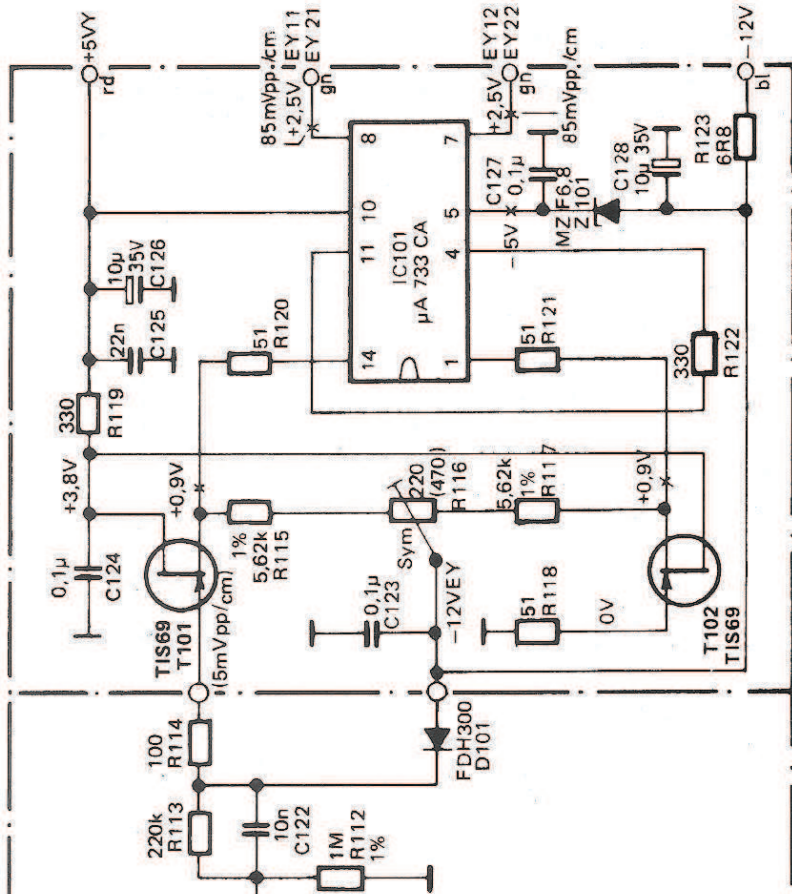 +5VY
rd
85mVpp./cm
+2,5V
EY11
EY 21
gn
+2,5V
EY12
EY22
gn
85mVpp./cm
-12V
bl
10µ
35V
C126
22n
C125
330
R119
+3,8V
0,1µ
C124
TIS69
T101
(5mVpp/cm)
+0,9V
51
R120
8
10
11
14
IC101
µA 733 CA
7
5
4
1
-5V
C127
0,1µ
MZ F6,8
Z 101
C128
10µ 35V
R123
6R8
51
R121
330
R122
1%
5,62k
R115
Sym
220
(470)
R116
5,62k
1%
R117
+0,9V
0,1µ
C123
-12VEY
51
R118
0V
T102
TIS69
100
R114
220k
R113
10n
C122
1M
R112
1%
FDH300
D101